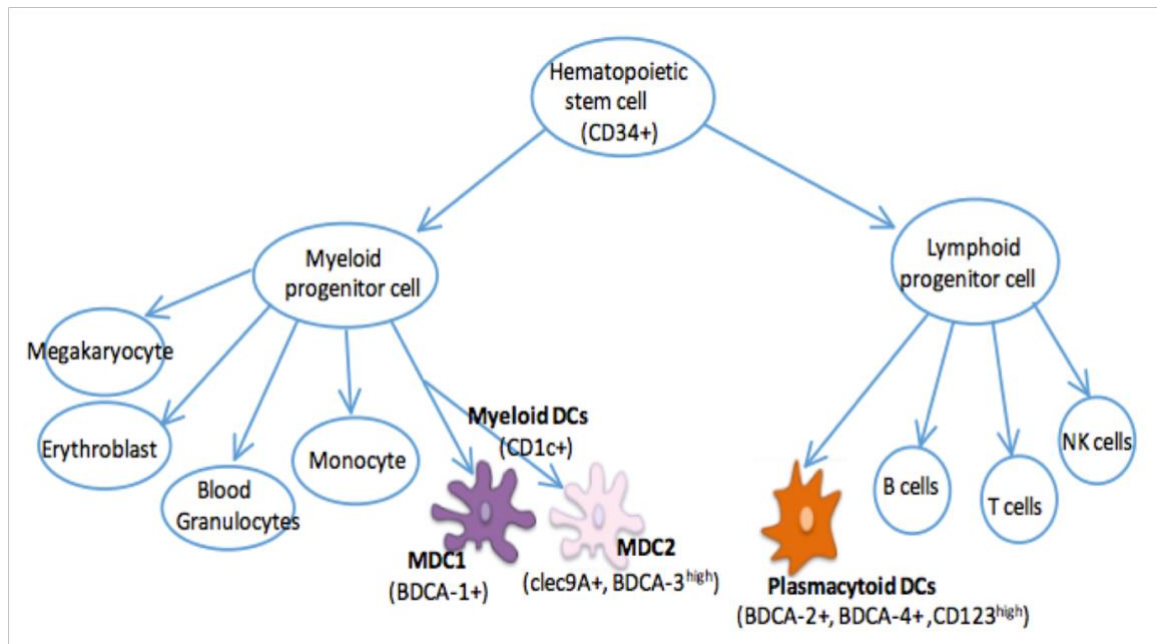 Hematopoietic
stem cell
(CD34+)
Myeloid
progenitor cell
Lymphoid
progenitor cell
Megakaryocyte
Erythroblast
Blood
Granulocytes
Monocyte
Myeloid DCs
(CD1c+)
MDC1
(BDCA-1+)
MDC2
(clec9A+, BDCA-3high)
Plasmacytoid DCs
(BDCA-2+, BDCA-4+ ,CD123high)
B cells
T cells
NK cells